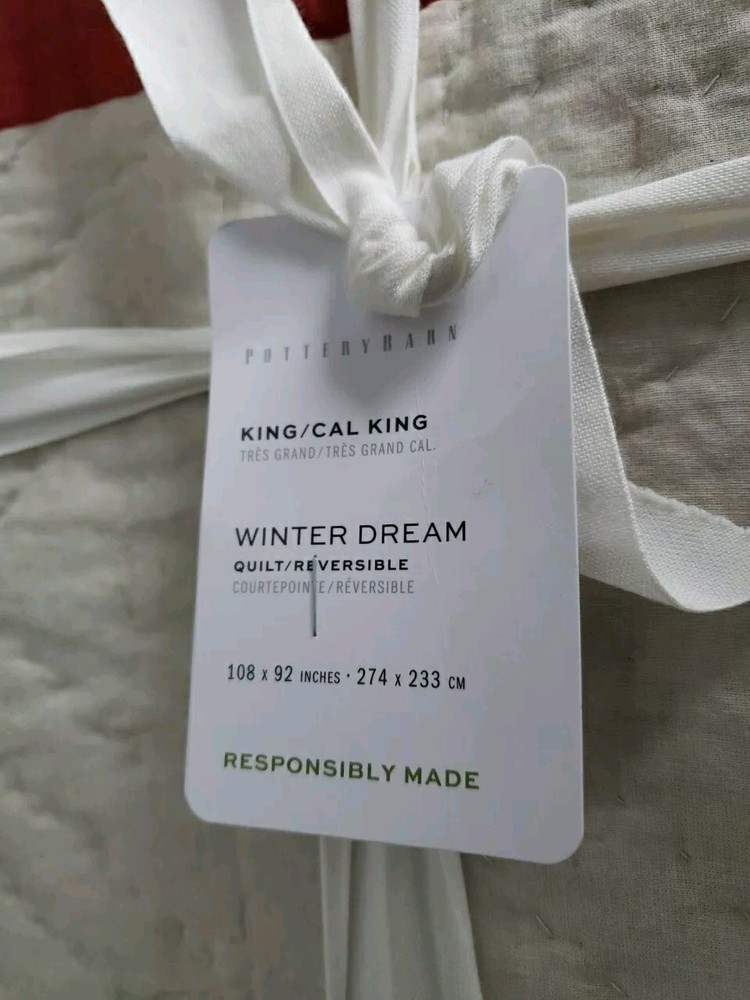 POTTERYBARN
KING/CAL KING
TRÈS GRAND/TRÈS GRAND CAL.
WINTER DREAM
QUILT/REVERSIBLE
COURTEPOINTE/RÉVERSIBLE
108 x 92 INCHES · 274 x 233 CM
RESPONSIBLY MADE